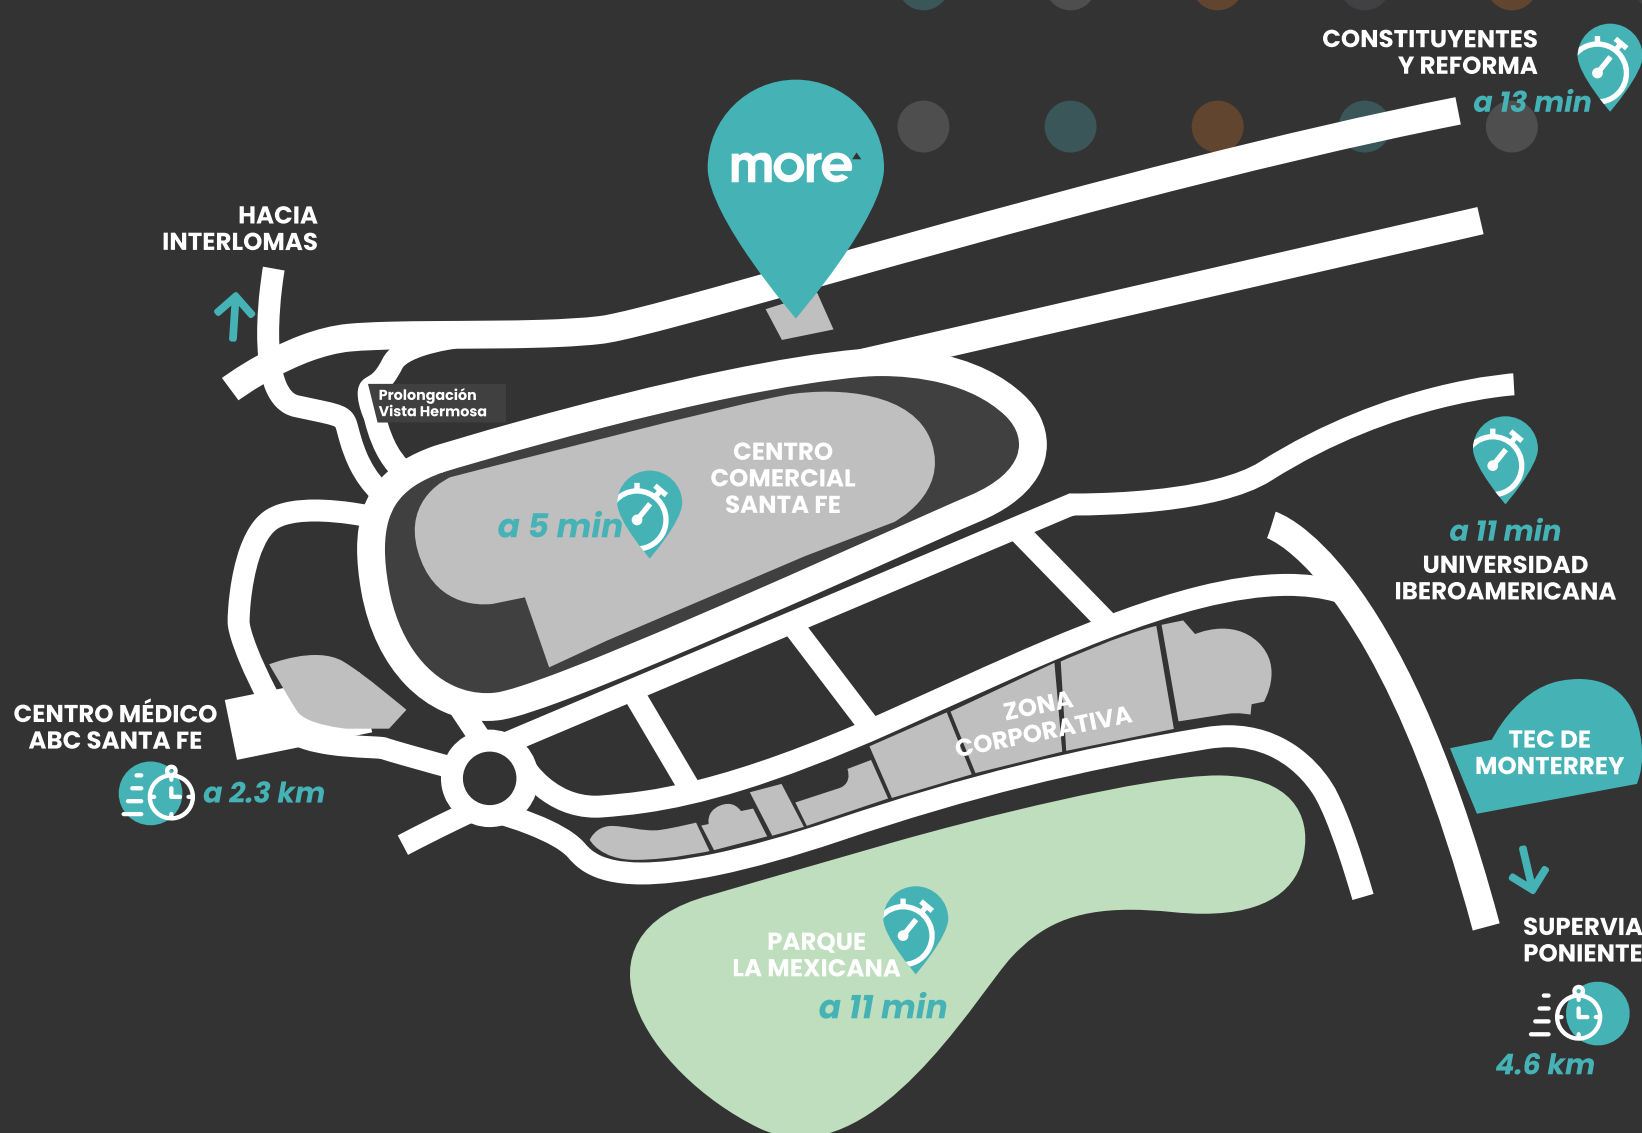 CONSTITUYENTES
Y REFORMA
a 13 min
more
HACIA
INTERLOMAS
Prolongación
Vista Hermosa
CENTRO
COMERCIAL
SANTA FE
a 5 min
a 11 min
UNIVERSIDAD
IBEROAMERICANA
CENTRO MÉDICO
ABC SANTA FE
a 2.3 km
ZONA
CORPORATIVA
TEC DE
MONTERREY
PARQUE
LA MEXICANA
a 11 min
SUPERVIA
PONIENTE
4.6 km